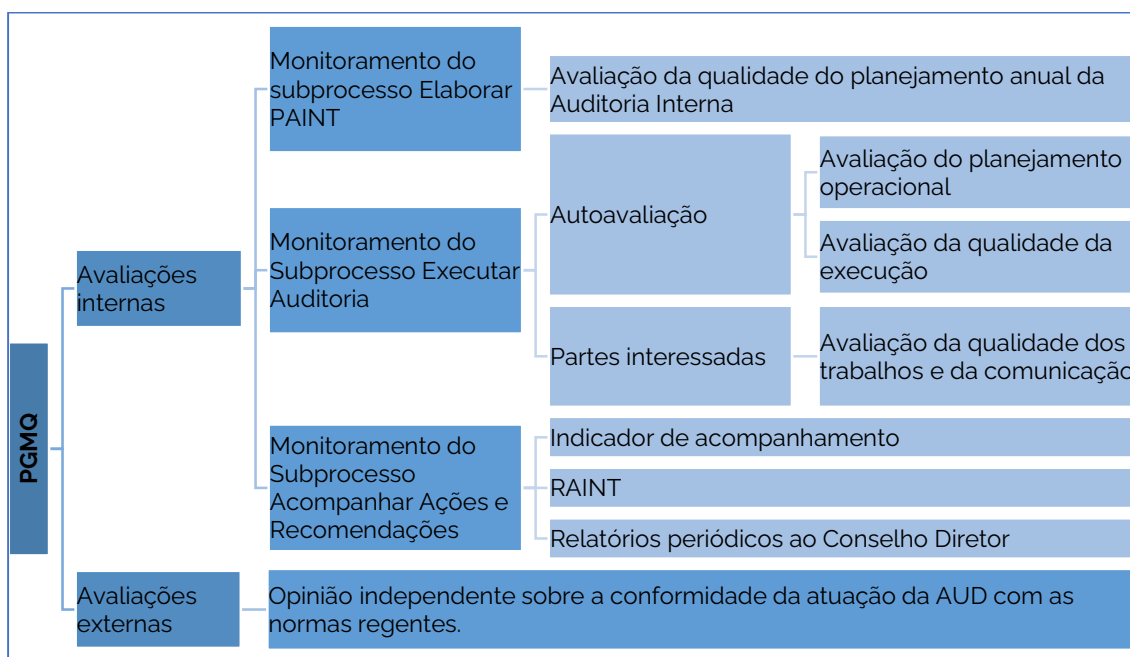 PGMQ
Avaliações
internas
Monitoramento do
subprocesso Elaborar
PAINT
Avaliação da qualidade do planejamento anual da
Auditoria Interna
Monitoramento do
Subprocesso Executar
Auditoria
Autoavaliação
Avaliação do planejamento
operacional
Avaliação da qualidade da
execução
Partes interessadas
Avaliação da qualidade dos
trabalhos e da comunicação
Monitoramento do
Subprocesso
Acompanhar Ações e
Recomendações
Indicador de acompanhamento
RAINT
Relatórios periódicos ao Conselho Diretor
Avaliações
externas
Opinião independente sobre a conformidade da atuação da AUD com as
normas regentes.